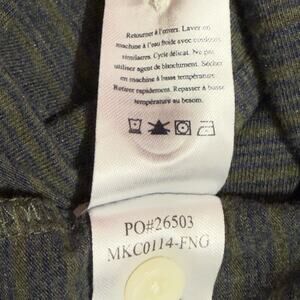 Retourner à l'envers. Laver en
machine à l'eau froide avec couleurs
similaires. Cycle délicat. Ne pas
utiliser agent de blanchiment. Sécher
en machine à basse température.
Retirer rapidement. Repasser à basse
température au besoin.
PO#26503
MKC0114-FNG